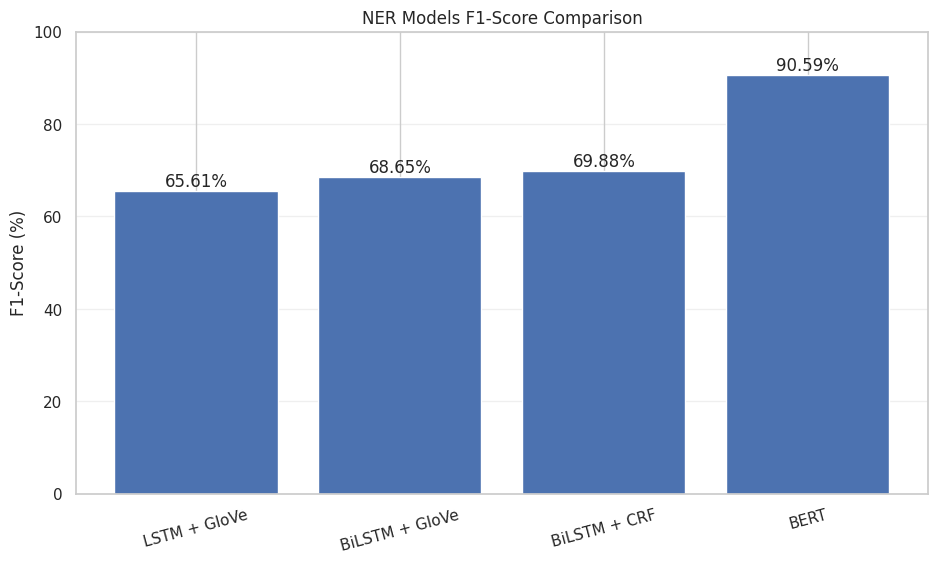 NER Models F1-Score Comparison
100
80
60
40
20
0
F1-Score (%)
65.61%
68.65%
69.88%
90.59%
LSTM + GloVe
BiLSTM + GloVe
BiLSTM + CRF
BERT